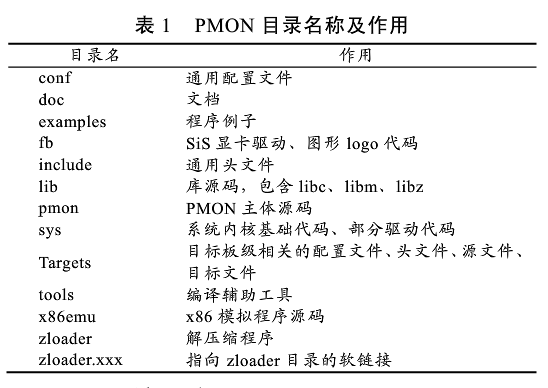 表 1 PMON 目录名称及作用
目录名 作用
conf 通用配置文件
doc 文档
examples 程序例子
fb SiS 显卡驱动、图形 logo 代码
include 通用头文件
lib 库源码，包含 libc、libm、libz
pmon PMON 主体源码
sys 系统内核基础代码、部分驱动代码
Targets 目标板级相关的配置文件、头文件、源文件、
目标文件
tools 编译辅助工具
x86emu x86 模拟程序源码
zloader 解压缩程序
zloader.xxx 指向 zloader 目录的软链接